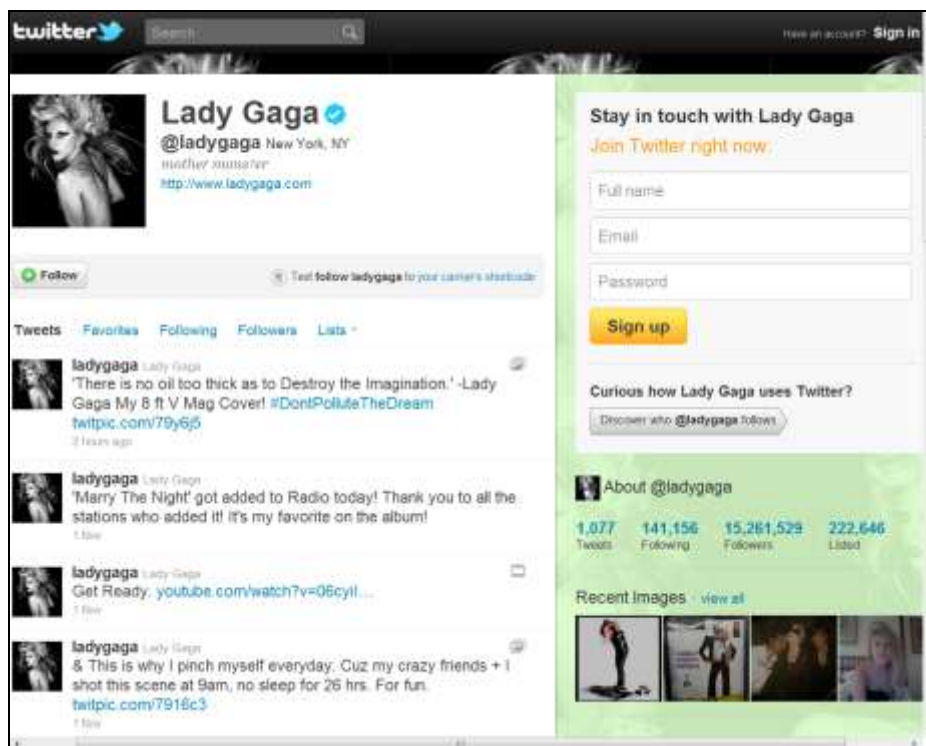 twitter
Search
Have an account? Sign in
Lady Gaga
@ladygaga New York, NY
mother monster
http://www.ladygaga.com
Follow
Text follow ladygaga to your carrier's shortcode
Tweets Favorites Following Followers Lists
ladygaga Lady Gaga
'There is no oil too thick as to Destroy the Imagination.' -Lady
Gaga My 8 ft V Mag Cover! #DontPolluteTheDream
twitpic.com/79y6j5
2 hours ago
ladygaga Lady Gaga
'Marry The Night' got added to Radio today! Thank you to all the
stations who added it! It's my favorite on the album!
1 Nov
ladygaga Lady Gaga
Get Ready. youtube.com/watch?v=06cyiI...
1 Nov
ladygaga Lady Gaga
& This is why I pinch myself everyday. Cuz my crazy friends + I
shot this scene at 9am, no sleep for 26 hrs. For fun.
twitpic.com/7916c3
1 Nov
Stay in touch with Lady Gaga
Join Twitter right now:
Full name
Email
Password
Sign up
Curious how Lady Gaga uses Twitter?
Discover who @ladygaga follows
About @ladygaga
1,077 141,156 15,261,529 222,646
Tweets Following Followers Listed
Recent Images · view all